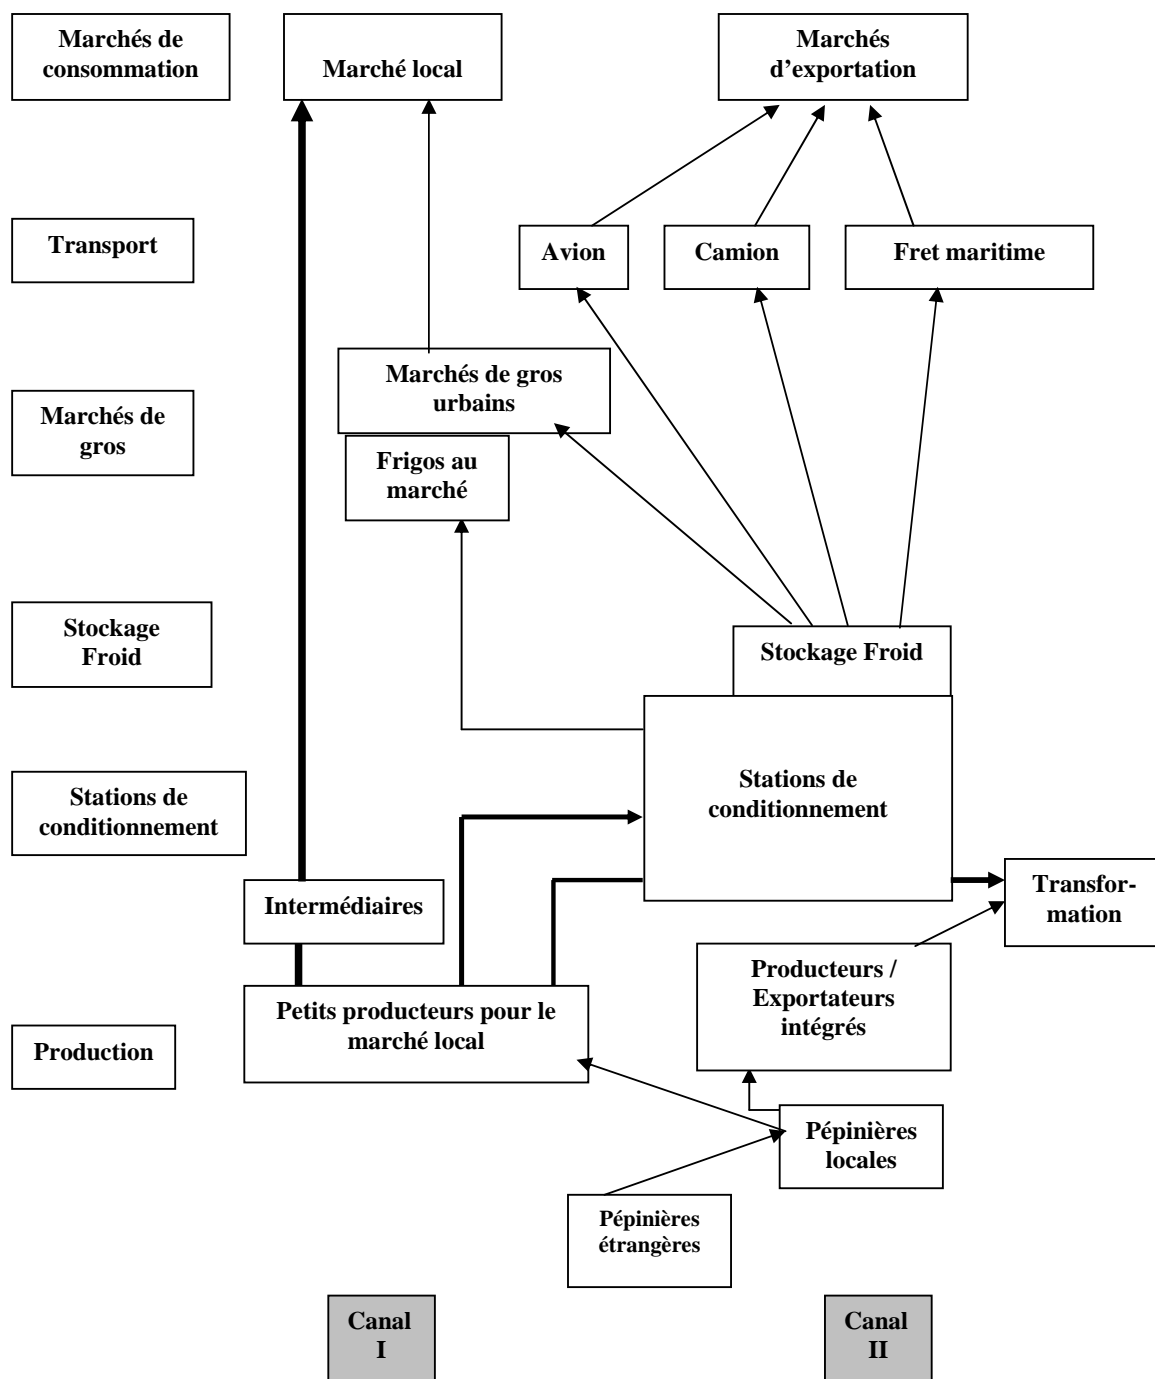 Marchés de
consommation
Marché local
Marchés
d’exportation
Transport
Avion
Camion
Fret maritime
Marchés de gros
urbains
Marchés de
gros
Frigos au
marché
Stockage
Froid
Stockage Froid
Stations de
conditionnement
Stations de
conditionnement
Transfor-
mation
Intermédiaires
Producteurs /
Exportateurs
intégrés
Petits producteurs pour le
marché local
Production
Pépinières
locales
Pépinières
étrangères
Canal
I
Canal
II